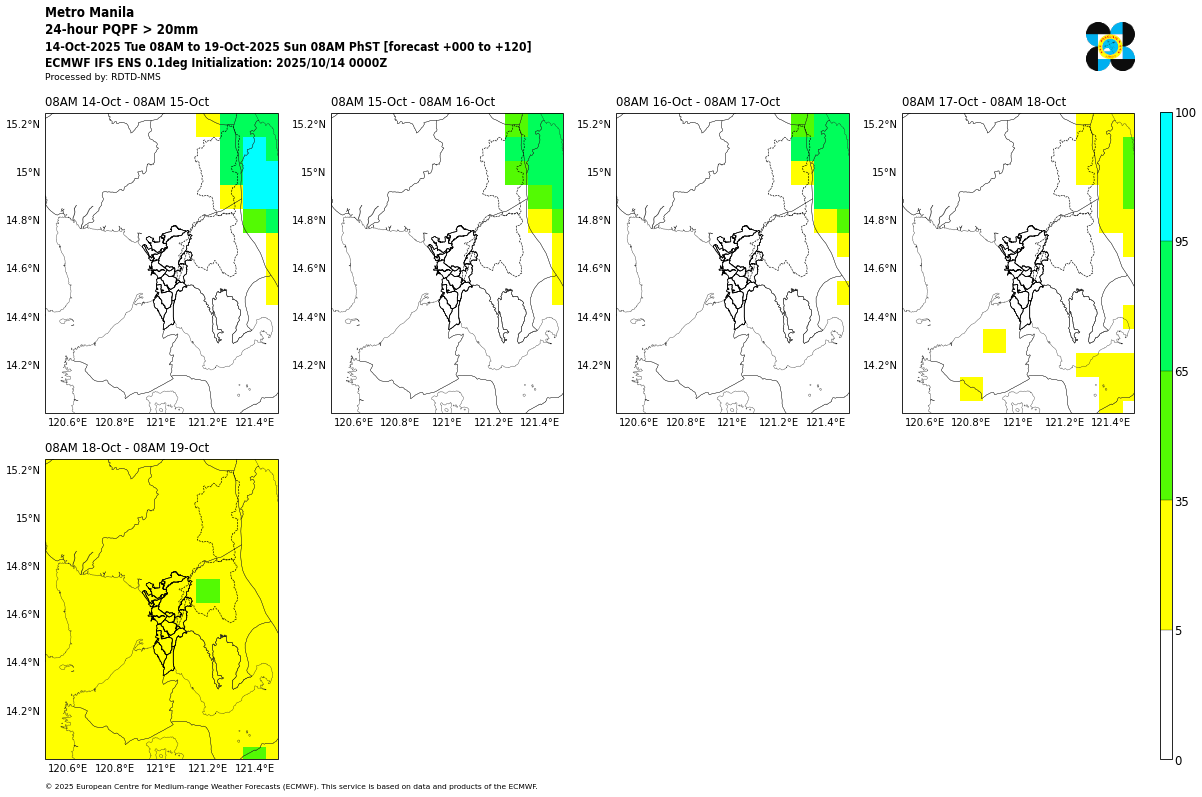 Metro Manila
24-hour PQPF > 20mm
14-Oct-2025 Tue 08AM to 19-Oct-2025 Sun 08AM PhST [forecast +000 to +120]
ECMWF IFS ENS 0.1deg Initialization: 2025/10/14 0000Z
Processed by: RDTD-NMS
08AM 14-Oct - 08AM 15-Oct
08AM 15-Oct - 08AM 16-Oct
08AM 16-Oct - 08AM 17-Oct
08AM 17-Oct - 08AM 18-Oct
15.2°N 15.2°N 15.2°N 15.2°N 100
15°N 15°N 15°N 15°N
14.8°N 14.8°N 14.8°N 14.8°N 95
14.6°N 14.6°N 14.6°N 14.6°N
14.4°N 14.4°N 14.4°N 14.4°N
14.2°N 14.2°N 14.2°N 14.2°N 65
120.6°E 120.8°E 121°E 121.2°E 121.4°E 120.6°E 120.8°E 121°E 121.2°E 121.4°E 120.6°E 120.8°E 121°E 121.2°E 121.4°E 120.6°E 120.8°E 121°E 121.2°E 121.4°E
08AM 18-Oct - 08AM 19-Oct
15.2°N
35
15°N
14.8°N
14.6°N
5
14.4°N
14.2°N
0
120.6°E 120.8°E 121°E 121.2°E 121.4°E
© 2025 European Centre for Medium-range Weather Forecasts (ECMWF). This service is based on data and products of the ECMWF.